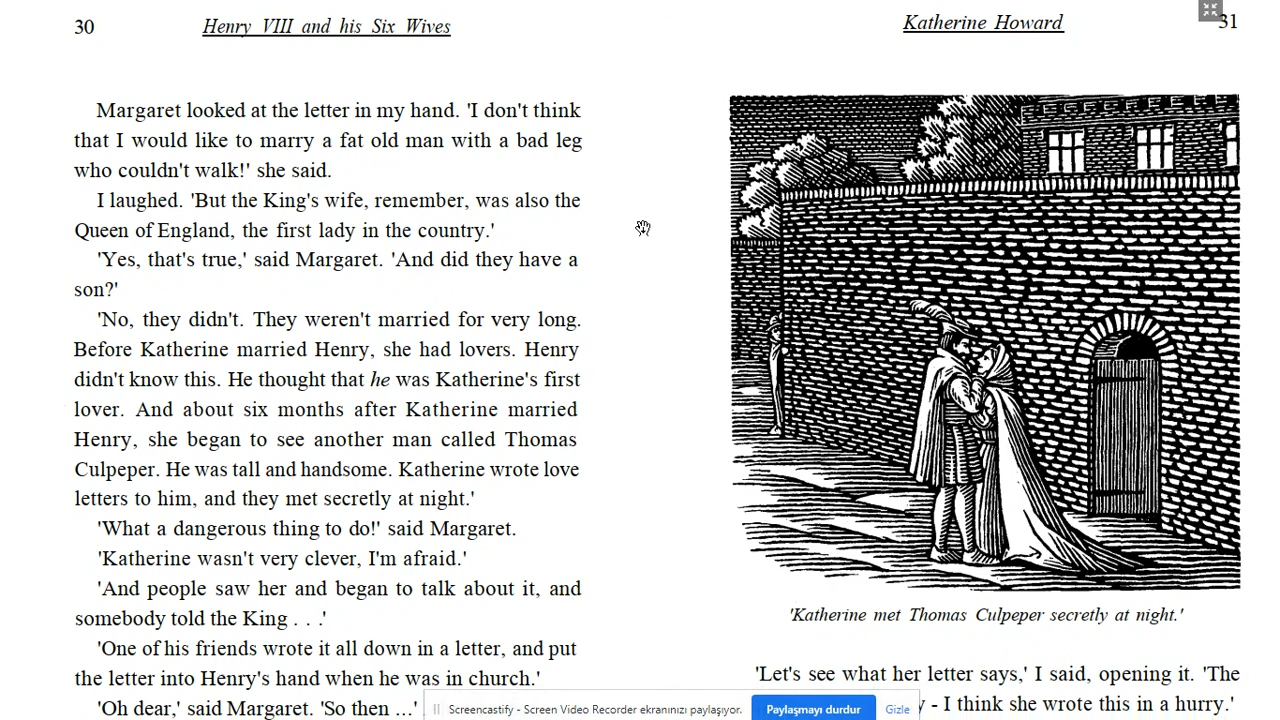 30
Henry VIII and his Six Wives
Margaret looked at the letter in my hand. 'I don't think
that I would like to marry a fat old man with a bad leg
who couldn't walk!' she said.
I laughed. 'But the King's wife, remember, was also the
Queen of England, the first lady in the country.'
'Yes, that's true,' said Margaret. 'And did they have a
son?'
'No, they didn't. They weren't married for very long.
Before Katherine married Henry, she had lovers. Henry
didn't know this. He thought that he was Katherine's first
lover. And about six months after Katherine married
Henry, she began to see another man called Thomas
Culpeper. He was tall and handsome. Katherine wrote love
letters to him, and they met secretly at night.'
'What a dangerous thing to do!' said Margaret.
'Katherine wasn't very clever, I'm afraid.'
'And people saw her and began to talk about it, and
somebody told the King . . .'
'One of his friends wrote it all down in a letter, and put
the letter into Henry's hand when he was in church.'
'Oh dear,' said Margaret. 'So then ...'
Katherine Howard
31
'Katherine met Thomas Culpeper secretly at night.'
'Let's see what her letter says,' I said, opening it. 'The
y - I think she wrote this in a hurry.'
Screencastify - Screen Video Recorder ekranınızı paylaşıyor.
Paylaşmayı durdur
Gizle